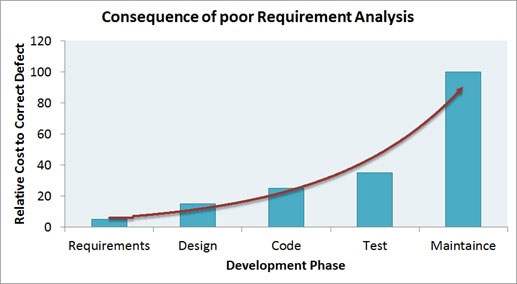 Consequence of poor Requirement Analysis
Relative Cost to Correct Defect
120
100
80
60
40
20
0
Requirements Design Code Test Maintaince
Development Phase